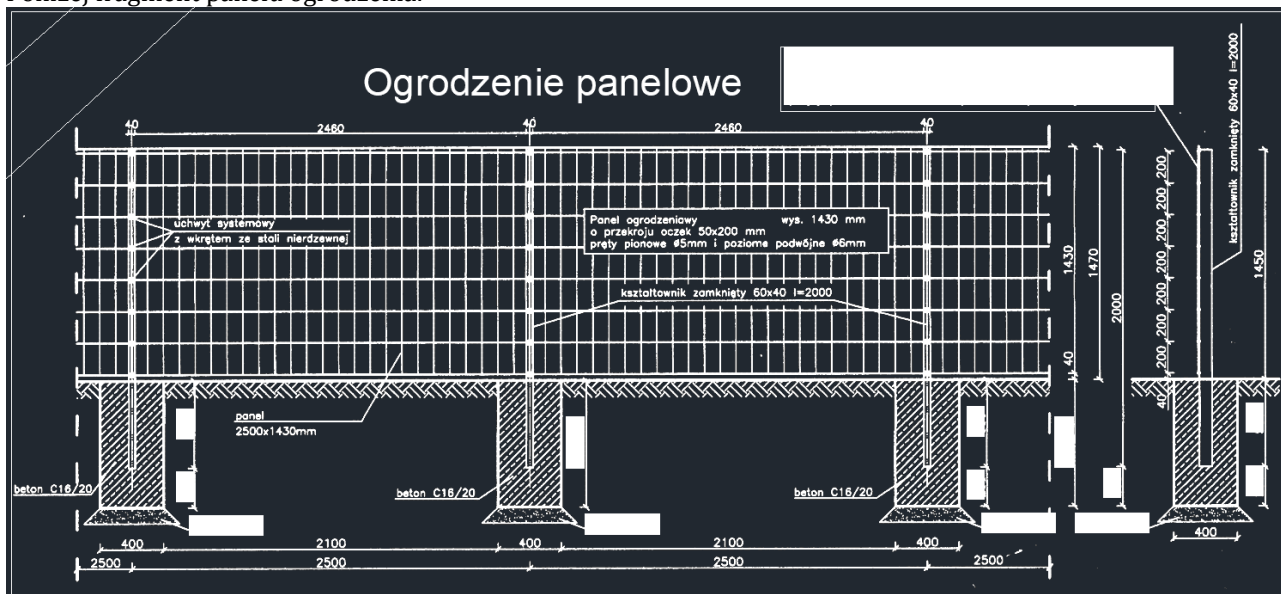 Poniżej fragment panelu ogrodzenia.
Ogrodzenie panelowe
40
2460
40
2460
40
uchwyt systemowy
z wkrętem ze stali nierdzewnej
Panel ogrodzeniowy wys. 1430 mm
o przekroju oczek 50x200 mm
pręty pionowe ø5mm i poziome podwójne ø6mm
kształtownik zamknięty 60x40 l=2000
panel
2500x1430mm
beton C16/20
beton C16/20
beton C16/20
1430
40
1470
2000
200
200
200
200
200
200
200
40
kształtownik zamknięty 60x40 l=2000
1450
400
2100
400
2100
400
400
2500
2500
2500
2500